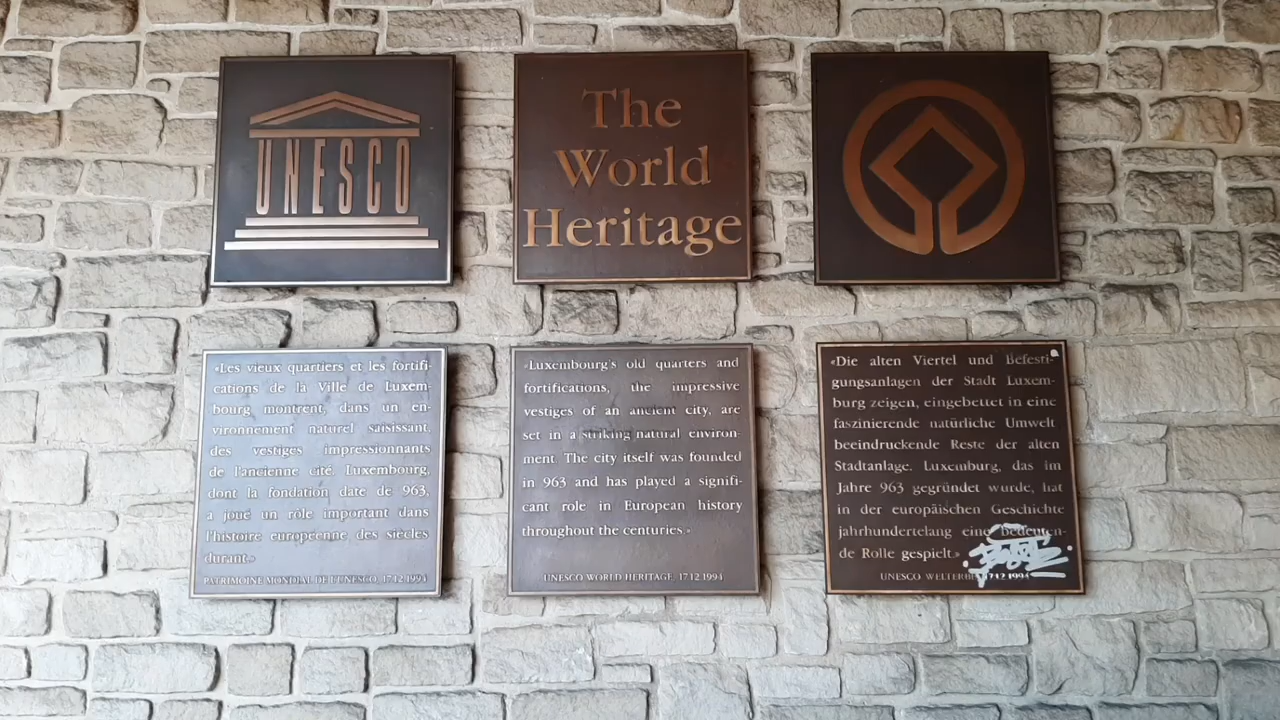 UNESCO
The
World
Heritage
«Les vieux quartiers et les fortifi-
cations de la Ville de Luxem-
bourg montrent, dans un en-
vironnement naturel saisissant,
des vestiges impressionnants
de l'ancienne cité. Luxembourg,
dont la fondation date de 963,
a joué un rôle important dans
l'histoire européenne des siècles
durant.»
PATRIMOINE MONDIAL DE L'UNESCO, 17.12.1994
«Luxembourg's old quarters and
fortifications, the impressive
vestiges of an ancient city, are
set in a striking natural environ-
ment. The city itself was founded
in 963 and has played a signifi-
cant role in European history
throughout the centuries.»
UNESCO WORLD HERITAGE, 17.12.1994
«Die alten Viertel und Befesti-
gungsanlagen der Stadt Luxem-
burg zeigen, eingebettet in eine
faszinierende natürliche Umwelt
beeindruckende Reste der alten
Stadtanlage. Luxemburg, das im
Jahre 963 gegründet wurde, hat
in der europäischen Geschichte
jahrhundertelang eine bedeuten-
de Rolle gespielt.»
UNESCO WELTERBE 17.12.1994